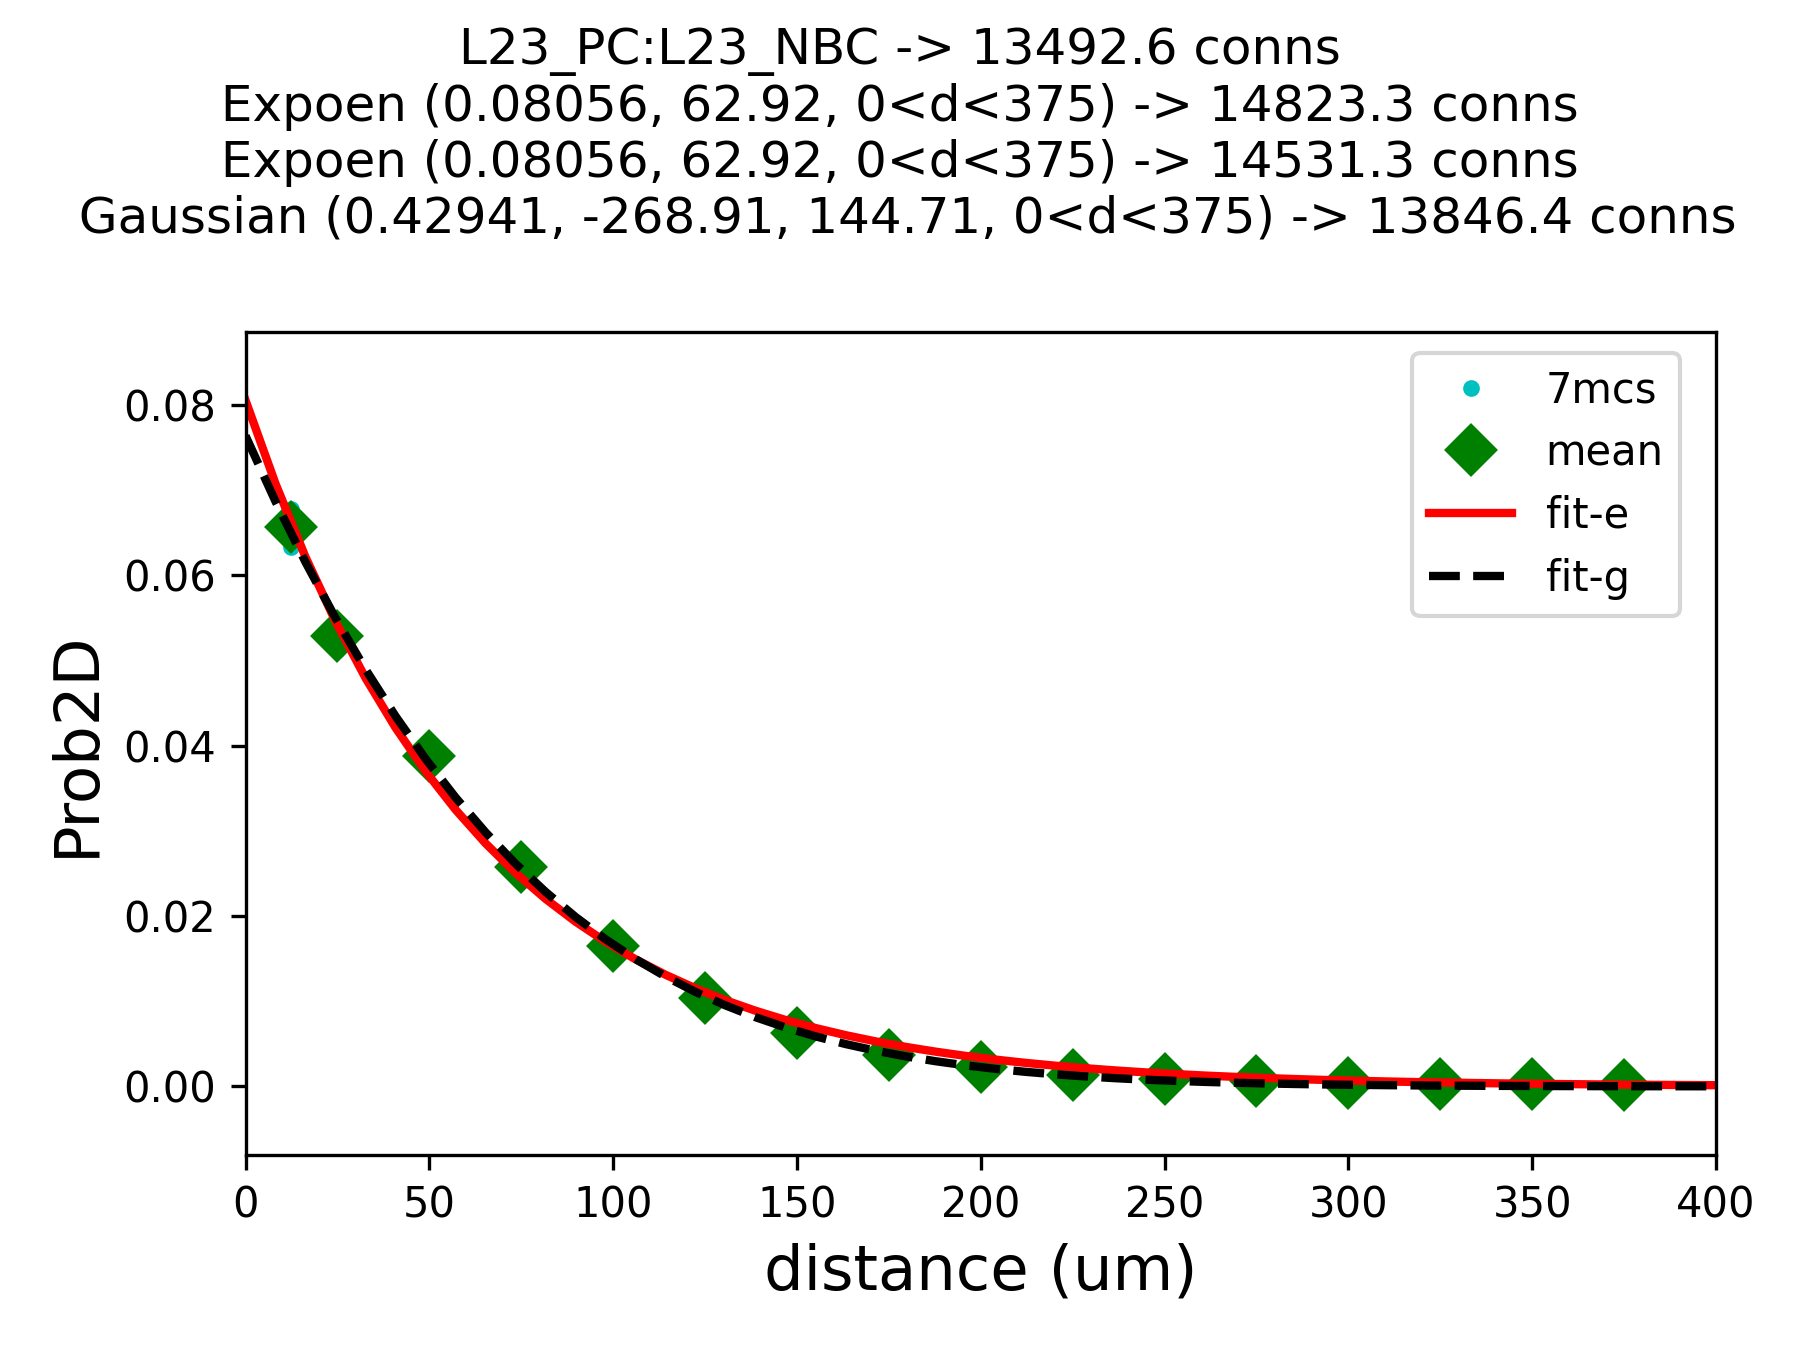 L23_PC:L23_NBC -> 13492.6 conns
Expoen (0.08056, 62.92, 0<d<375) -> 14823.3 conns
Expoen (0.08056, 62.92, 0<d<375) -> 14531.3 conns
Gaussian (0.42941, -268.91, 144.71, 0<d<375) -> 13846.4 conns
7mcs
mean
fit-e
fit-g
Prob2D
0.08
0.06
0.04
0.02
0.00
0 50 100 150 200 250 300 350 400
distance (um)